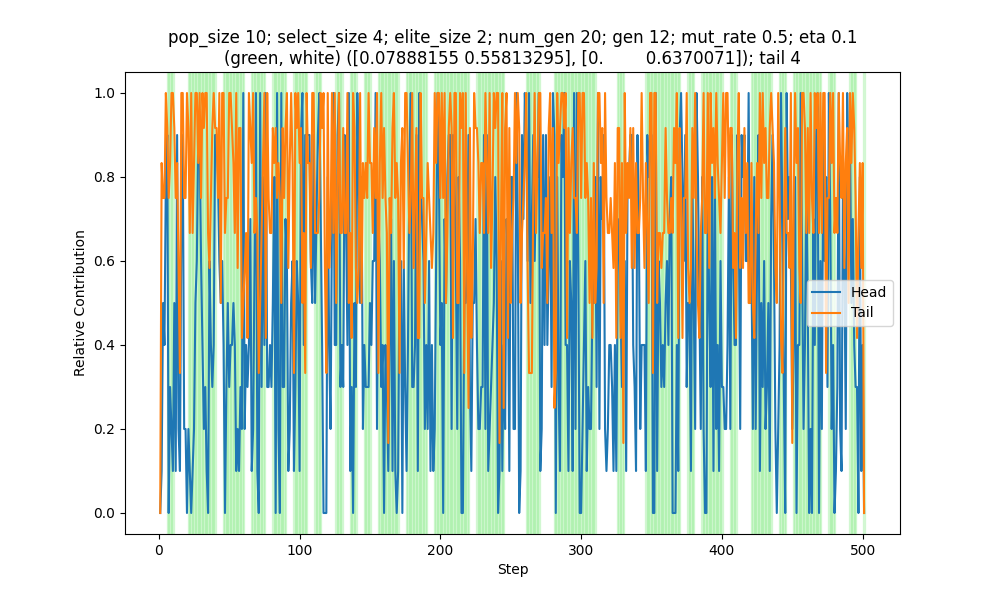 pop_size 10; select_size 4; elite_size 2; num_gen 20; gen 12; mut_rate 0.5; eta 0.1
(green, white) ([0.07888155 0.55813295], [0.         0.6370071]); tail 4
1.0
0.8
0.6
0.4
0.2
0.0
Relative Contribution
Head
Tail
0
100
200
300
400
500
Step